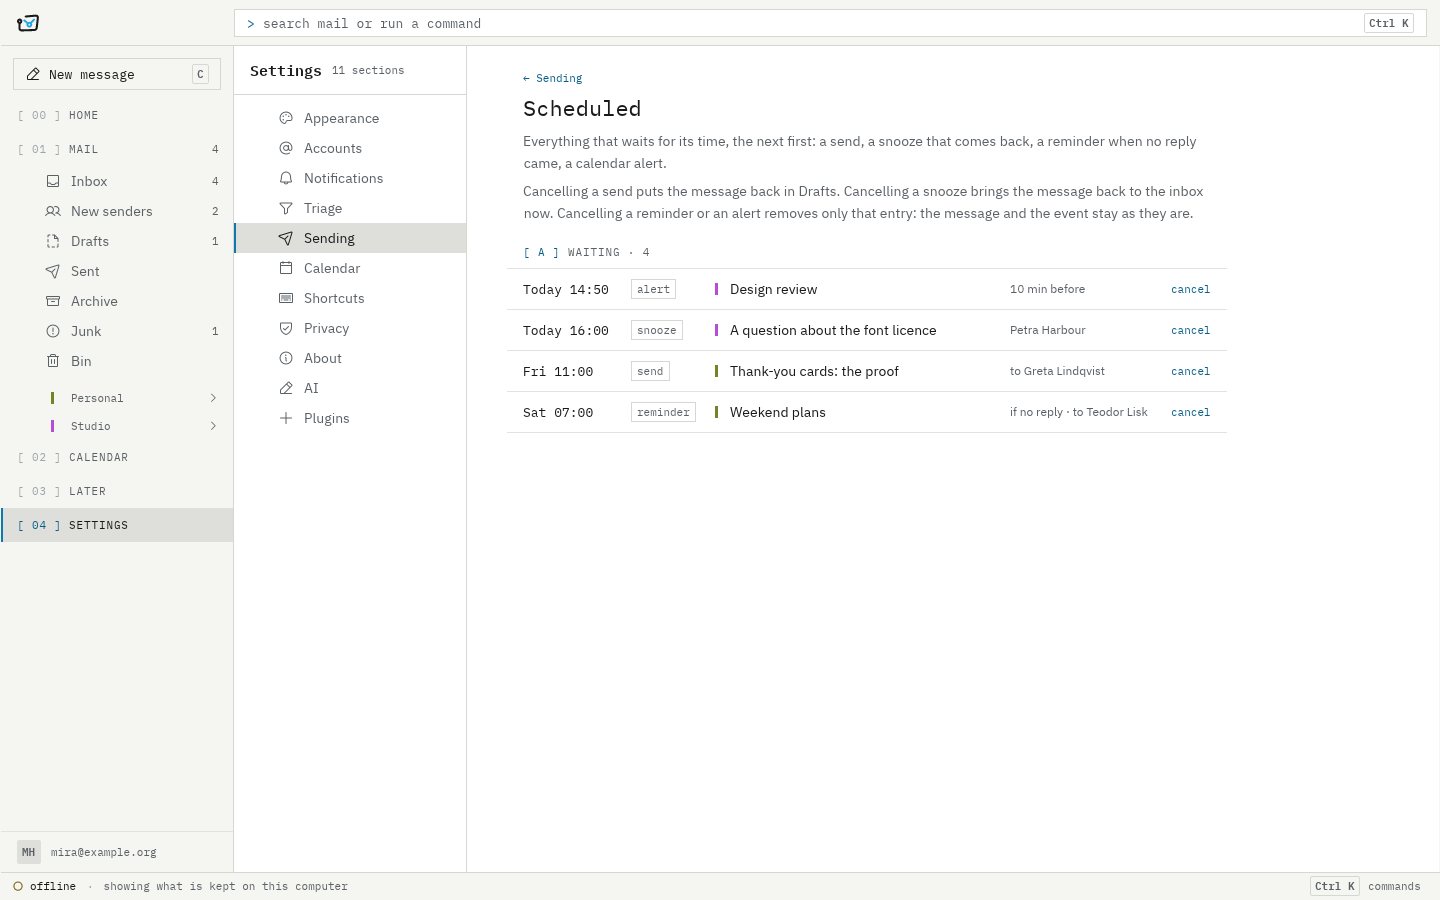 > search mail or run a command Ctrl K
New message C
[ 00 ] HOME
[ 01 ] MAIL 4
Inbox 4
New senders 2
Drafts 1
Sent
Archive
Junk 1
Bin
Personal
Studio
[ 02 ] CALENDAR
[ 03 ] LATER
[ 04 ] SETTINGS
MH mira@example.org
Settings 11 sections
Appearance
Accounts
Notifications
Triage
Sending
Calendar
Shortcuts
Privacy
About
AI
Plugins
← Sending
Scheduled
Everything that waits for its time, the next first: a send, a snooze that comes back, a reminder when no reply
came, a calendar alert.
Cancelling a send puts the message back in Drafts. Cancelling a snooze brings the message back to the inbox
now. Cancelling a reminder or an alert removes only that entry: the message and the event stay as they are.
[ A ] WAITING · 4
Today 14:50 alert Design review 10 min before cancel
Today 16:00 snooze A question about the font licence Petra Harbour cancel
Fri 11:00 send Thank-you cards: the proof to Greta Lindqvist cancel
Sat 07:00 reminder Weekend plans if no reply · to Teodor Lisk cancel
offline · showing what is kept on this computer Ctrl K commands